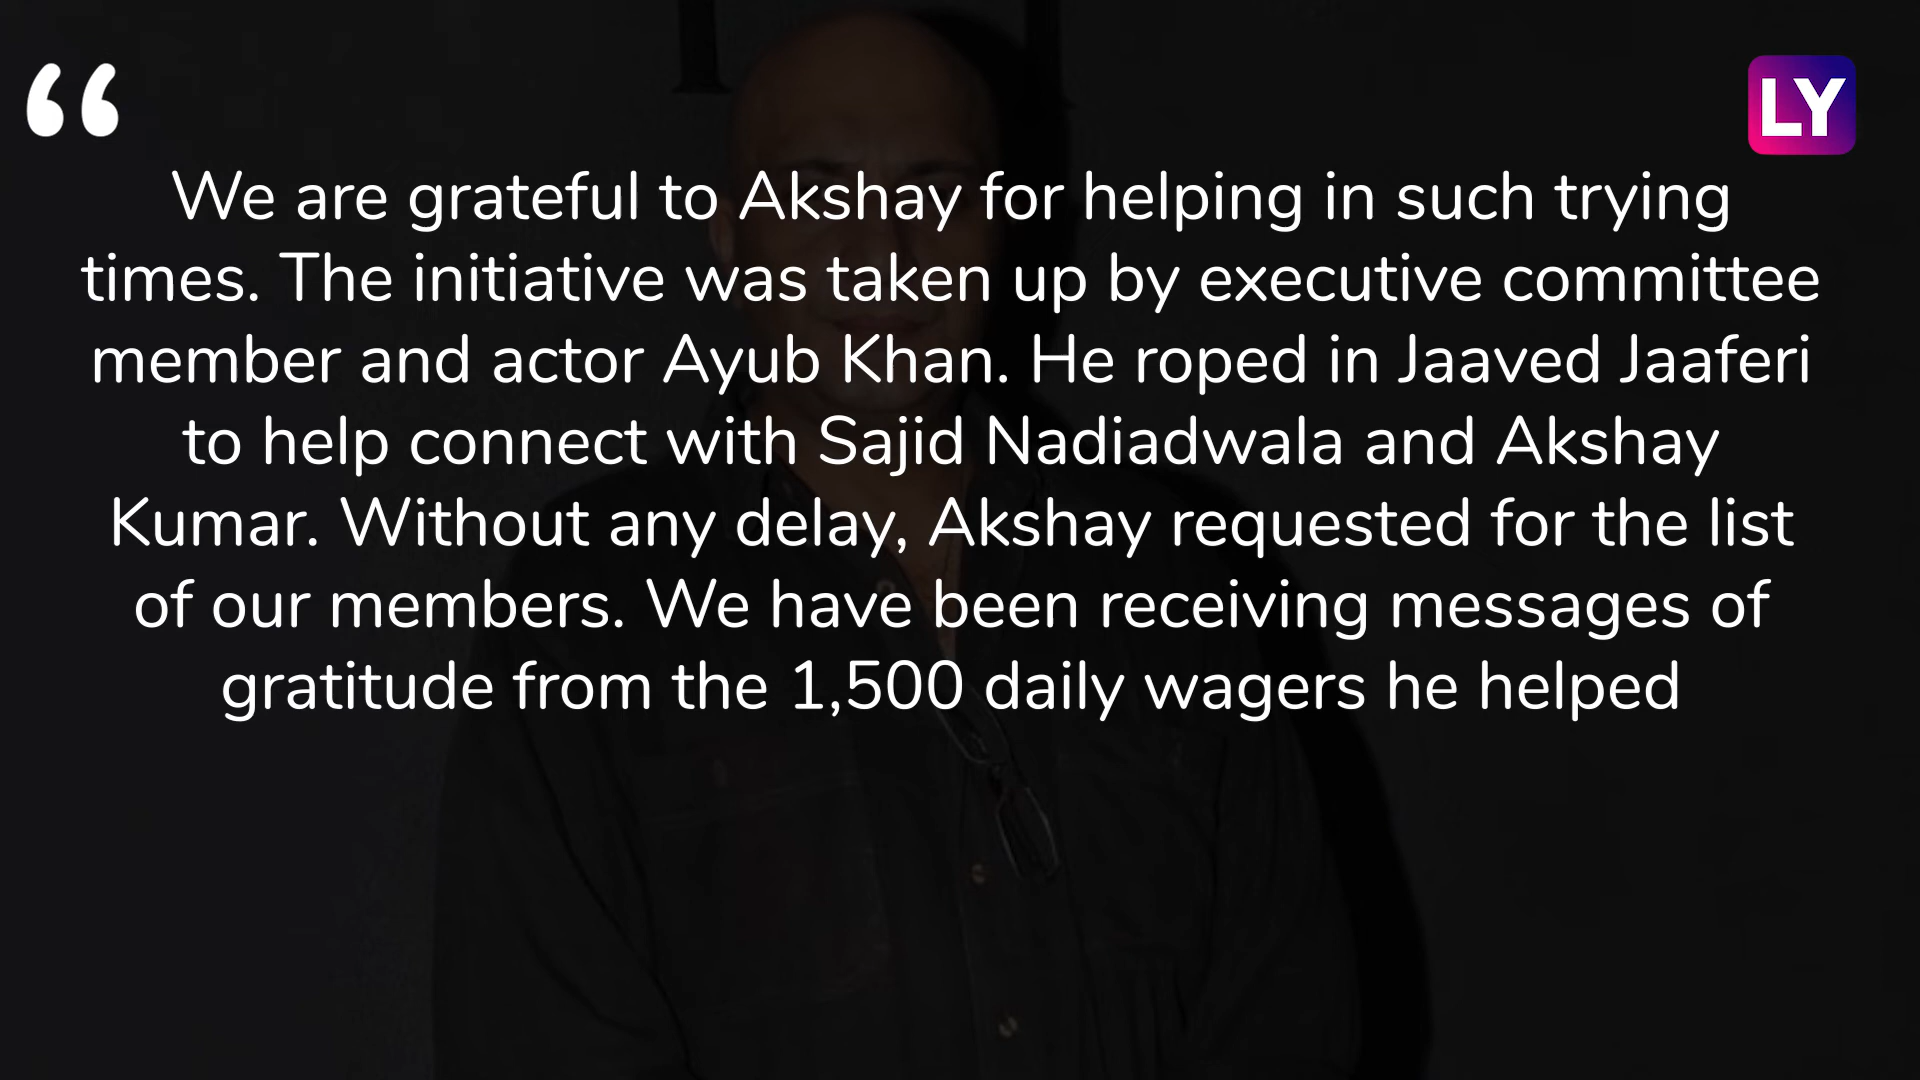 “
LY
We are grateful to Akshay for helping in such trying
times. The initiative was taken up by executive committee
member and actor Ayub Khan. He roped in Jaaved Jaaferi
to help connect with Sajid Nadiadwala and Akshay
Kumar. Without any delay, Akshay requested for the list
of our members. We have been receiving messages of
gratitude from the 1,500 daily wagers he helped